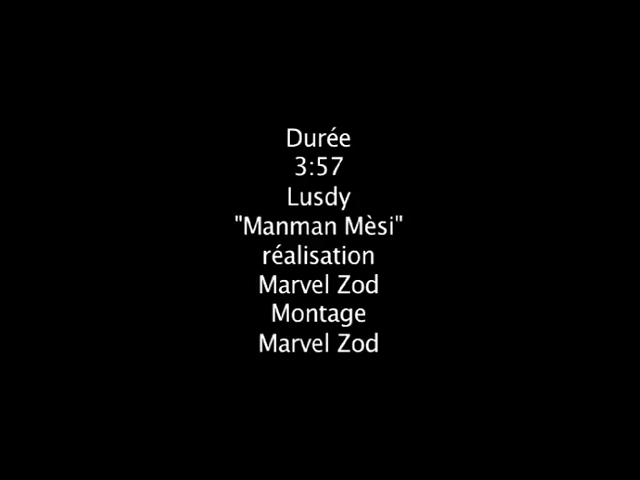 Durée
3:57
Lusdy
"Manman Mèsi"
réalisation
Marvel Zod
Montage
Marvel Zod